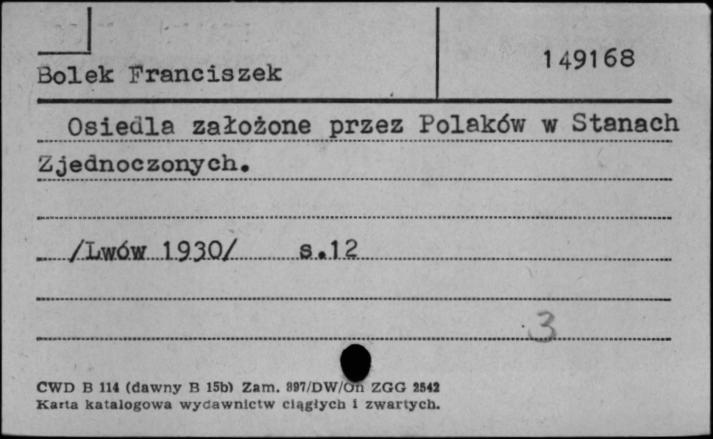 Bolek Franciszek
149168
Osiedla założone przez Polaków w Stanach
Zjednoczonych.
/Lwów 1930/ s.12
3
CWD B 114 (dawny B 15b) Zam. 897/DW/On ZGG 2542
Karta katalogowa wydawnictw ciągłych i zwartych.